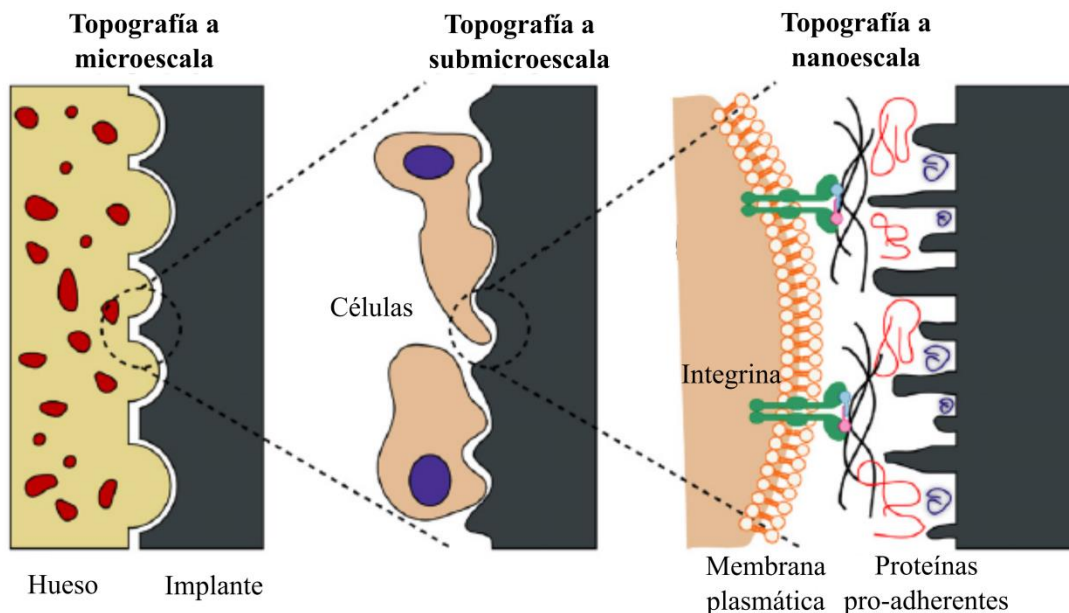 Topografía a
microescala
Topografía a
submicroescala
Topografía a
nanoescala
Células
Integrina
Hueso
Implante
Membrana
plasmática
Proteínas
pro-adherentes